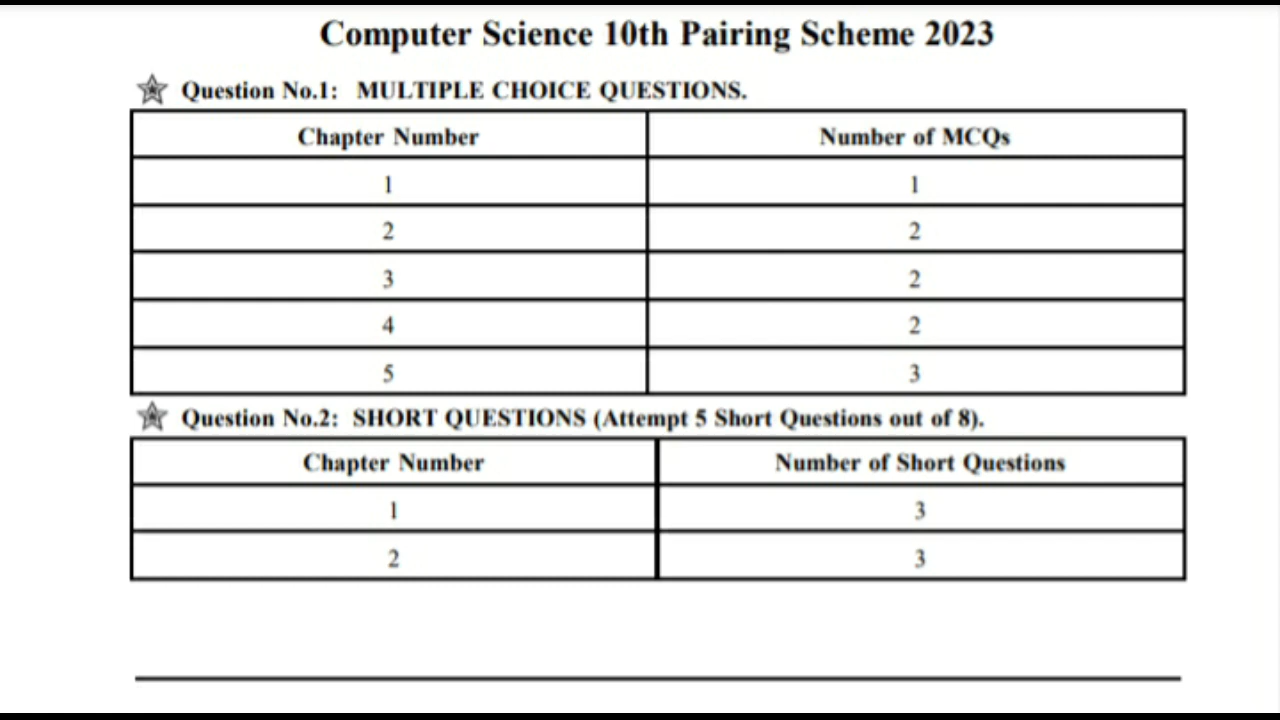 Computer Science 10th Pairing Scheme 2023
Question No.1: MULTIPLE CHOICE QUESTIONS.
Chapter Number Number of MCQs
1 1
2 2
3 2
4 2
5 3
Question No.2: SHORT QUESTIONS (Attempt 5 Short Questions out of 8).
Chapter Number Number of Short Questions
1 3
2 3